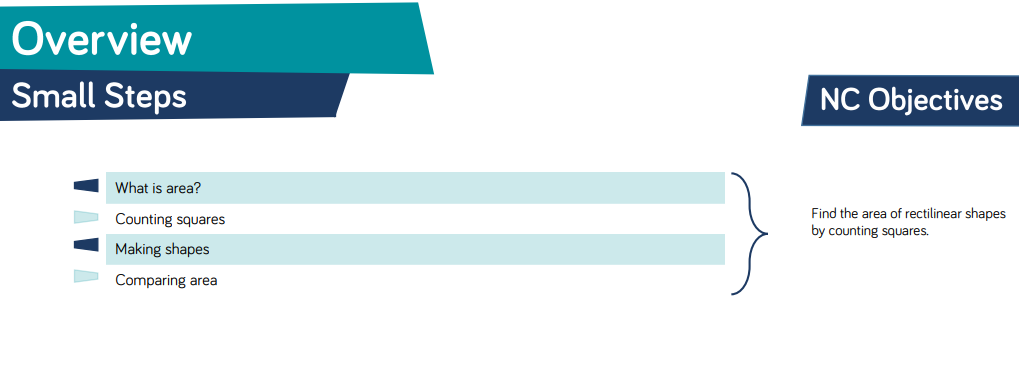 Overview
Small Steps
NC Objectives
What is area?
Counting squares
Making shapes
Comparing area
Find the area of rectilinear shapes
by counting squares.